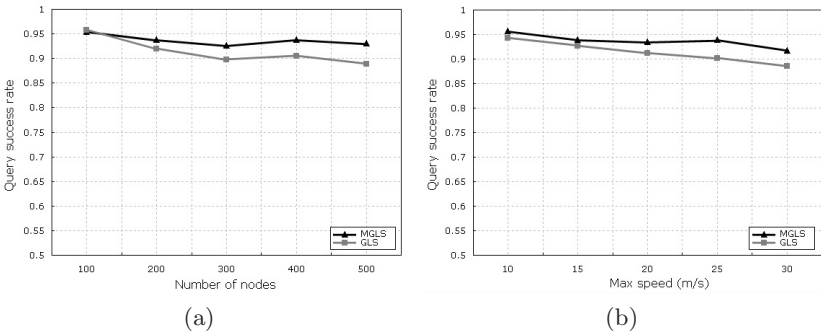 Query success rate
1
0.95
0.9
0.85
0.8
0.75
0.7
0.65
0.6
0.55
0.5
100 200 300 400 500
Number of nodes
MGLS
GLS
(a)
Query success rate
1
0.95
0.9
0.85
0.8
0.75
0.7
0.65
0.6
0.55
0.5
10 15 20 25 30
Max speed (m/s)
MGLS
GLS
(b)